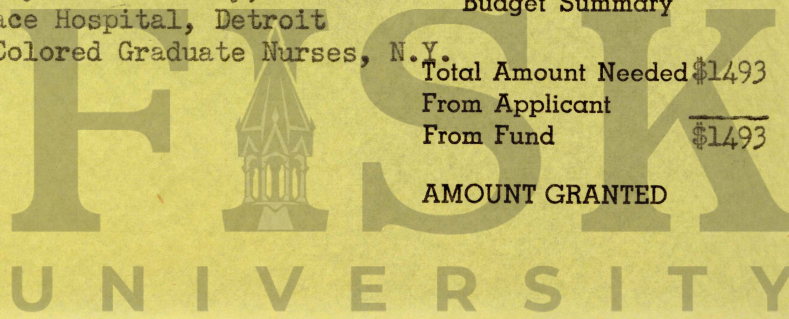 Budget Summary
ace Hospital, Detroit
Colored Graduate Nurses, N.Y.
Total Amount Needed $1493
From Applicant
From Fund $1493
AMOUNT GRANTED
FISK
UNIVERSITY